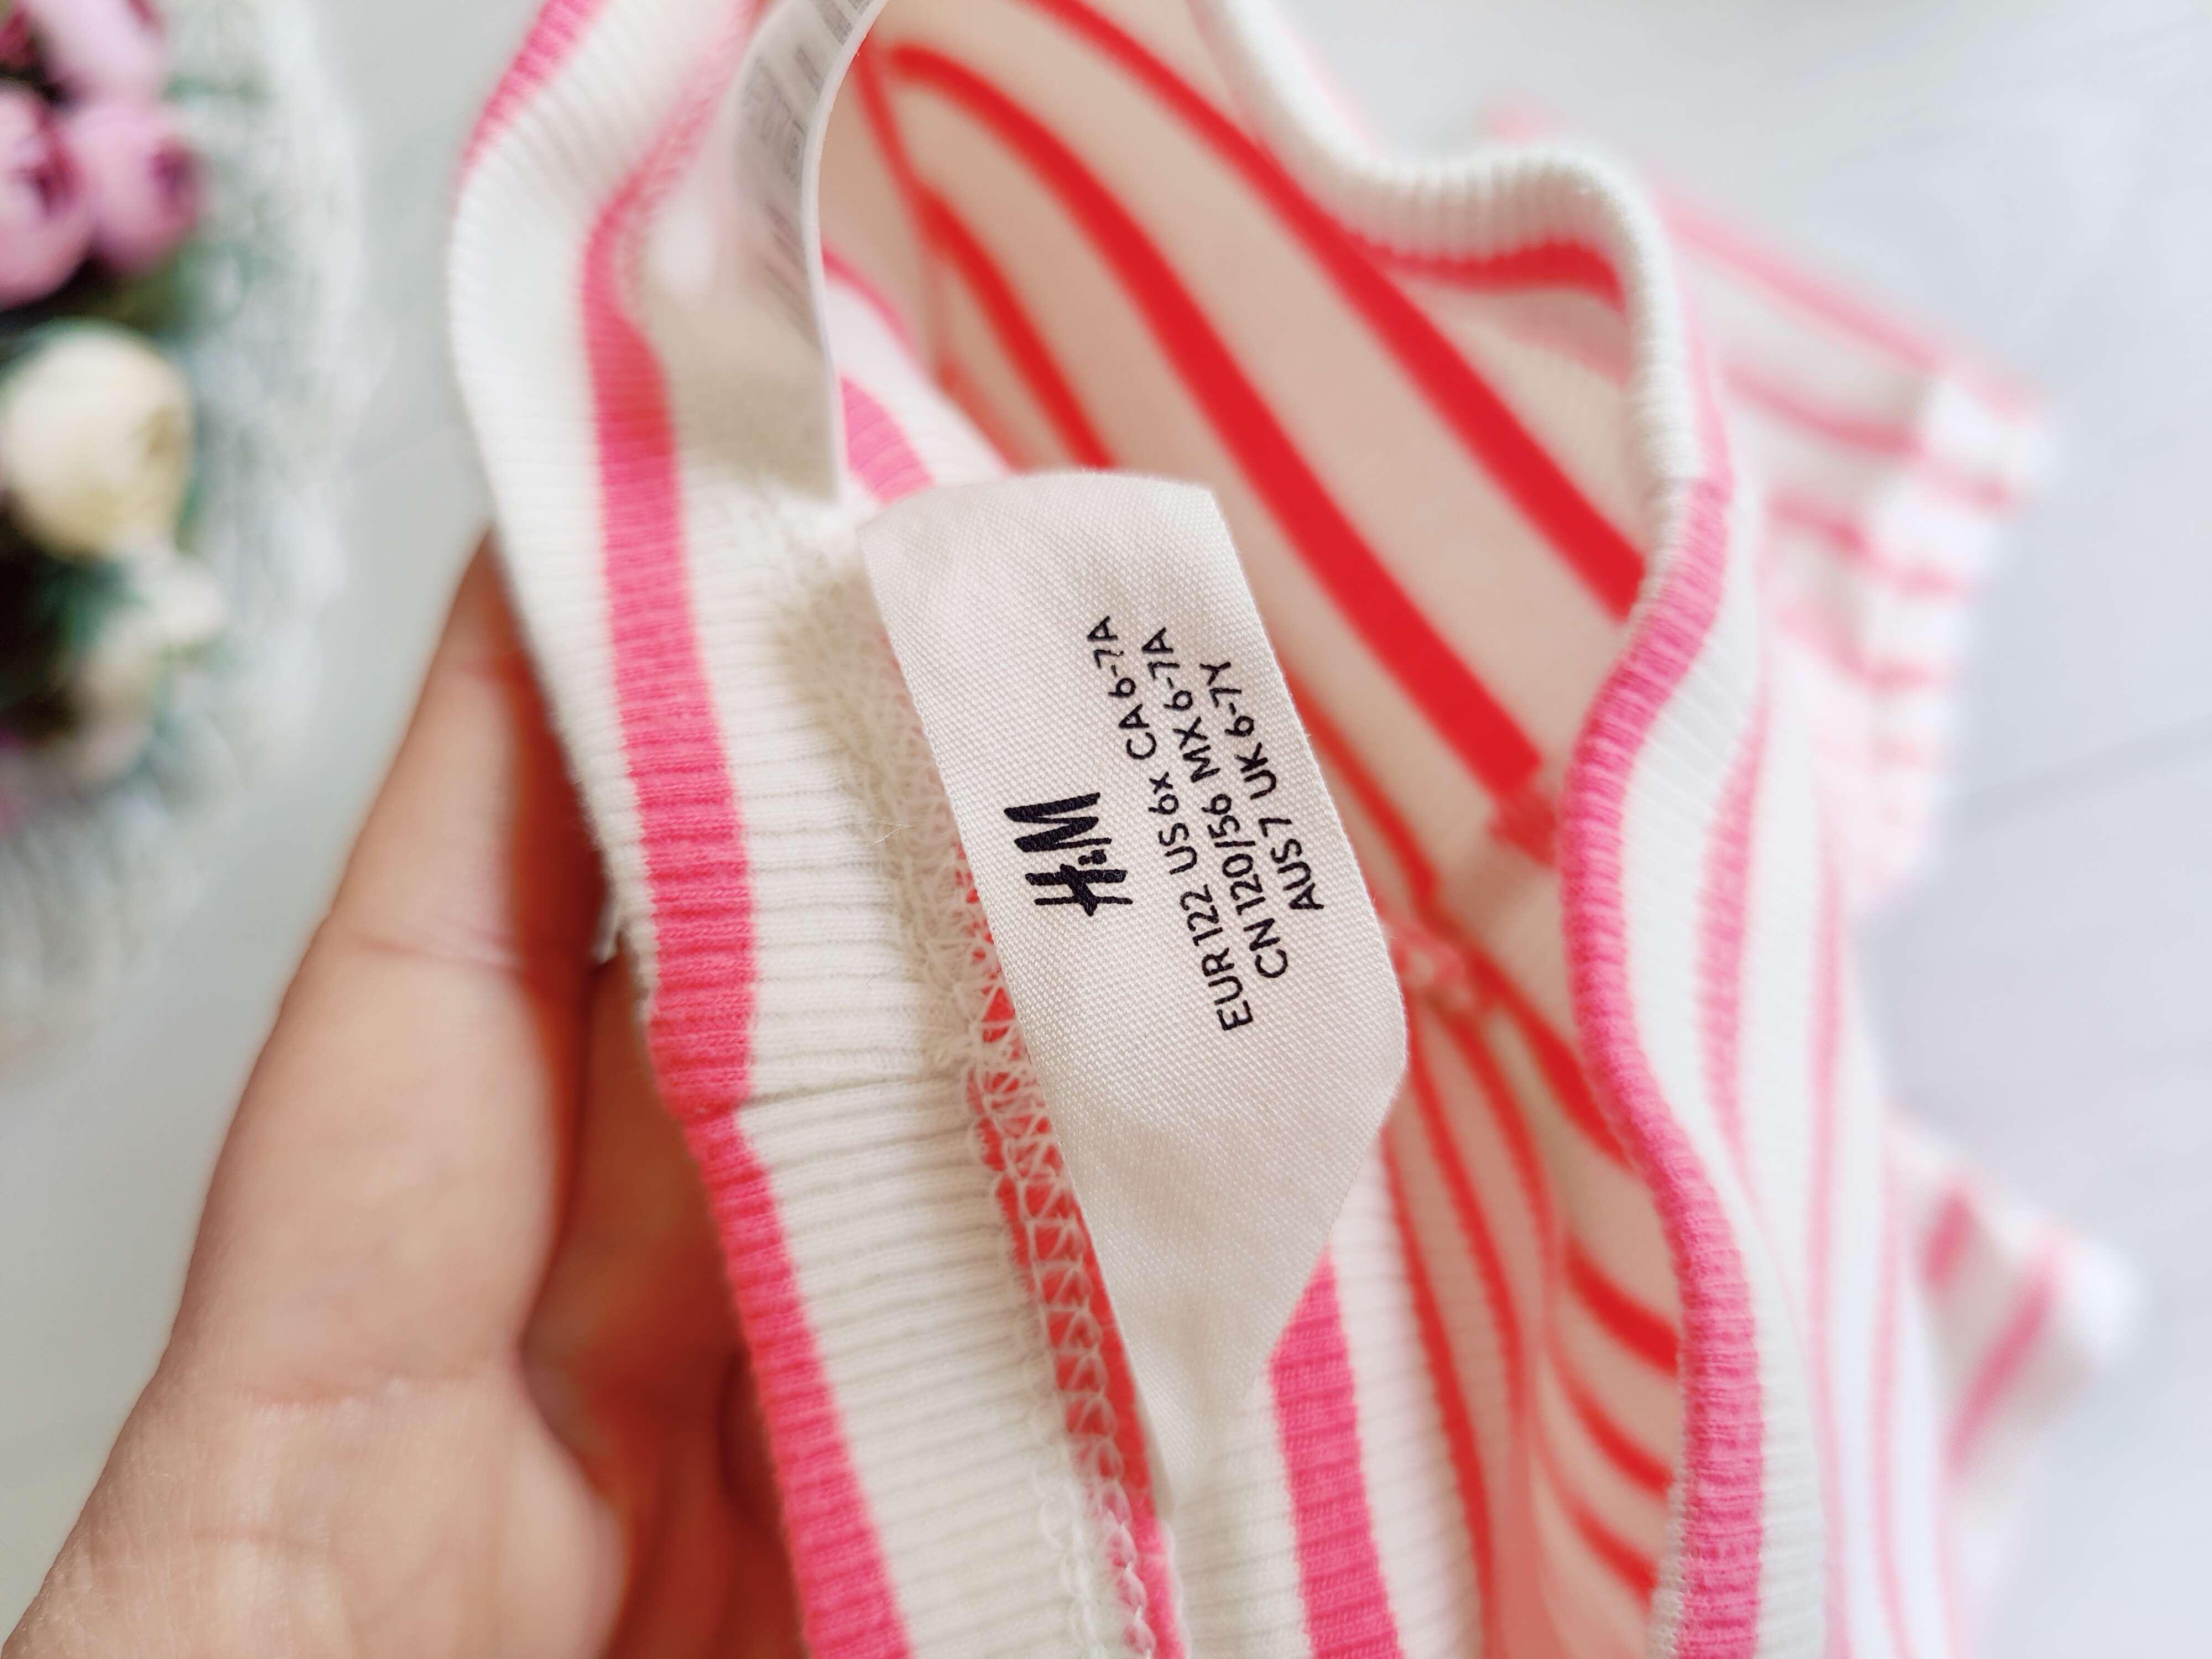 H&M
EUR 122 US 6x CA 6-7A
CN 120/56 MX 6-7A
AUS 7 UK 6-7Y